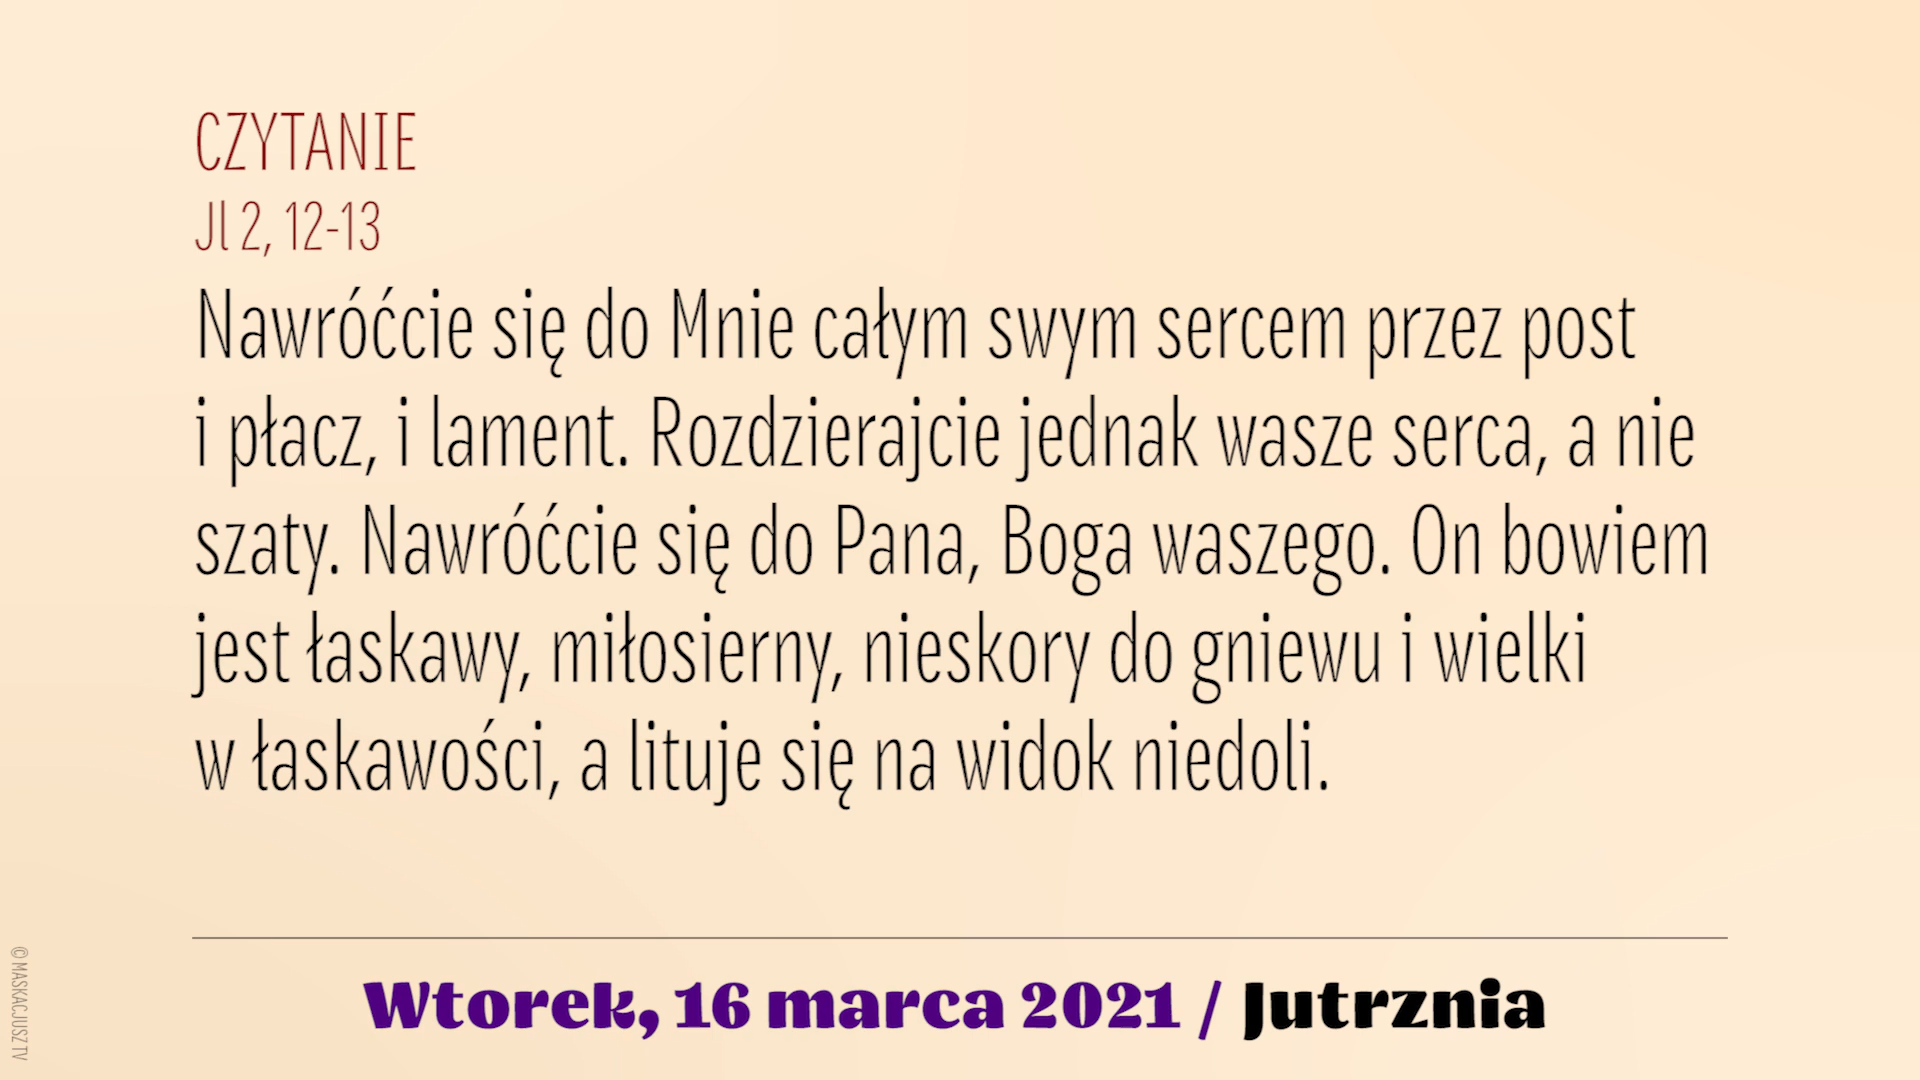 CZYTANIE
Jl 2, 12-13
Nawróćcie się do Mnie całym swym sercem przez post
i płacz, i lament. Rozdzierajcie jednak wasze serca, a nie
szaty. Nawróćcie się do Pana, Boga waszego. On bowiem
jest łaskawy, miłosierny, nieskory do gniewu i wielki
w łaskawości, a lituje się na widok niedoli.
Wtorek, 16 marca 2021 / Jutrznia
© MASKACJUSZ TV